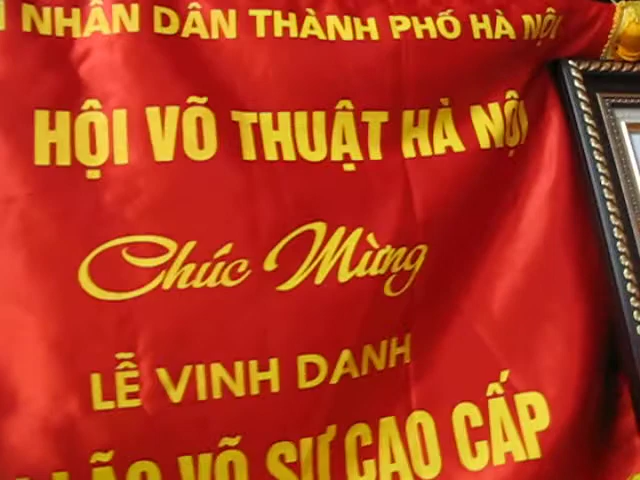 NHÂN DÂN THÀNH PHỐ HÀ NỘI
HỘI VÕ THUẬT HÀ NỘI
Chúc Mừng
LỄ VINH DANH
LÃO VÕ SƯ CAO CẤP